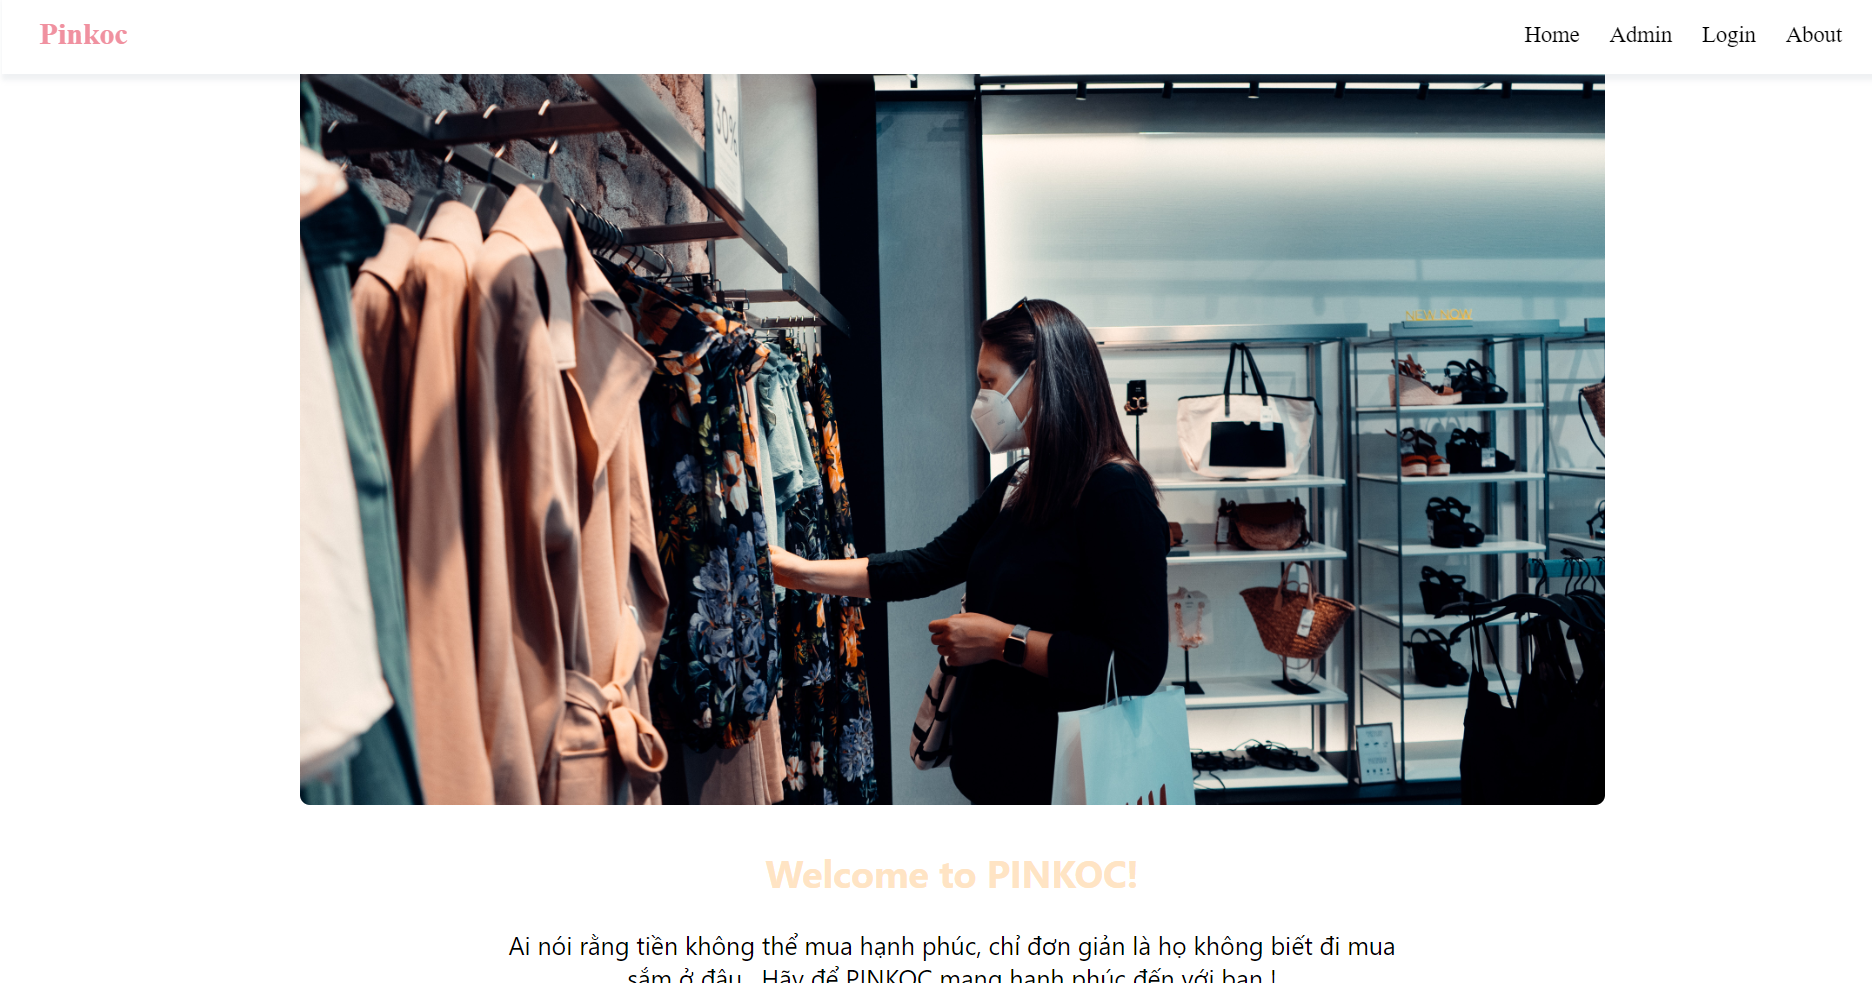 Pinkoc
Home Admin Login About
30%
NEW NOW
Welcome to PINKOC!
Ai nói rằng tiền không thể mua hạnh phúc, chỉ đơn giản là họ không biết đi mua
sắm ở đâu. Hãy để PINKOC mang hạnh phúc đến với bạn !